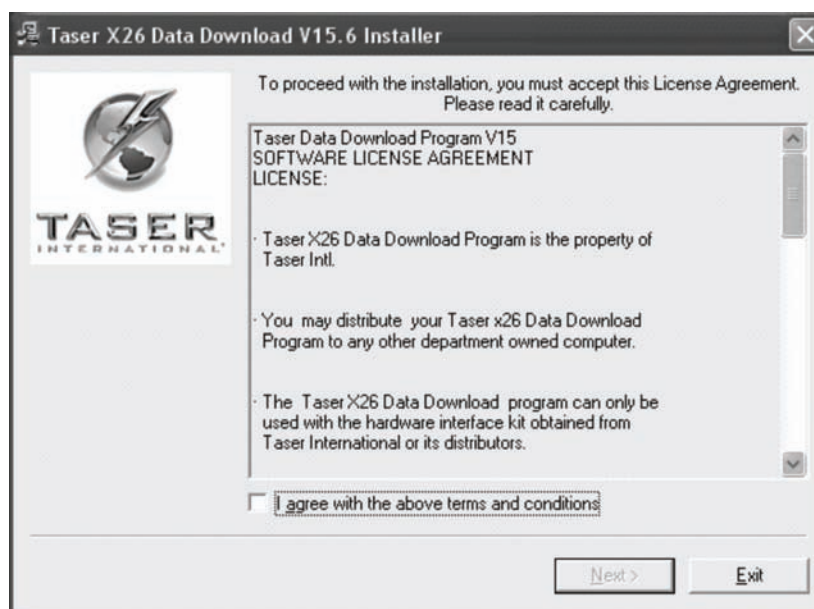 Taser X26 Data Download V15.6 Installer
To proceed with the installation, you must accept this License Agreement.
Please read it carefully.
TASER
INTERNATIONAL
Taser Data Download Program V15
SOFTWARE LICENSE AGREEMENT
LICENSE:
· Taser X26 Data Download Program is the property of
Taser Intl.
· You may distribute your Taser x26 Data Download
Program to any other department owned computer.
· The Taser X26 Data Download program can only be
used with the hardware interface kit obtained from
Taser International or its distributors.
I agree with the above terms and conditions
Next >
Exit